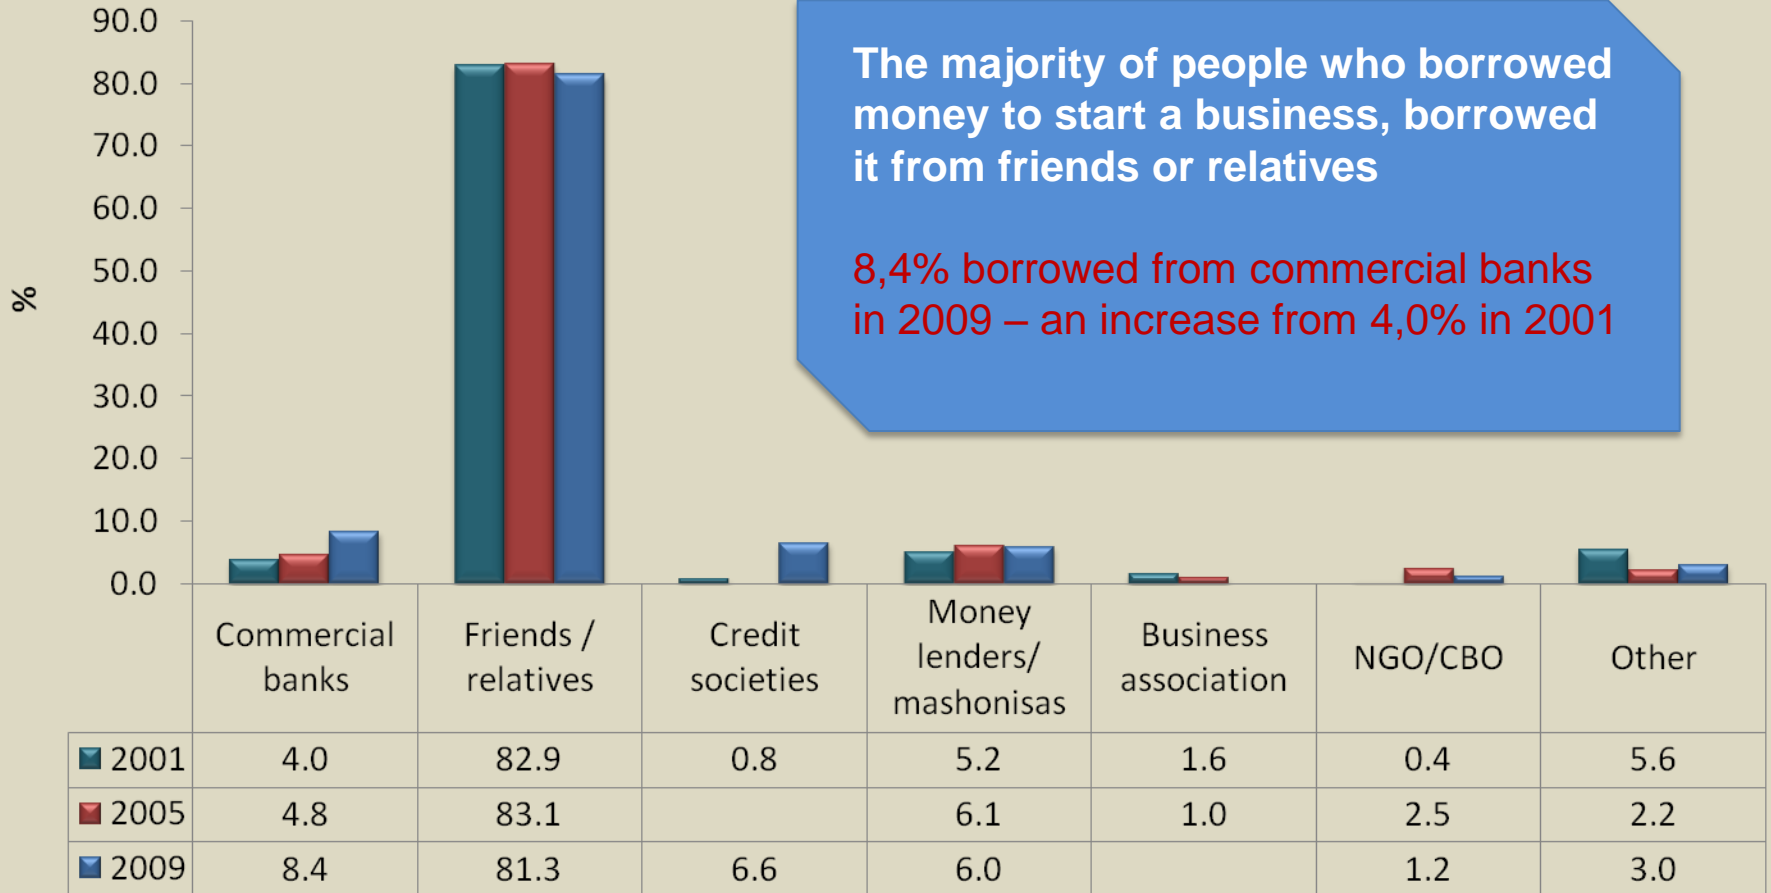 90.0
80.0
70.0
60.0
50.0
40.0
30.0
20.0
10.0
0.0
%
The majority of people who borrowed
money to start a business, borrowed
it from friends or relatives
8,4% borrowed from commercial banks
in 2009 – an increase from 4,0% in 2001
Commercial banks Friends / relatives Credit societies Money lenders/ mashonisas Business association NGO/CBO Other
2001 4.0 82.9 0.8 5.2 1.6 0.4 5.6
2005 4.8 83.1 6.1 1.0 2.5 2.2
2009 8.4 81.3 6.6 6.0 1.2 3.0